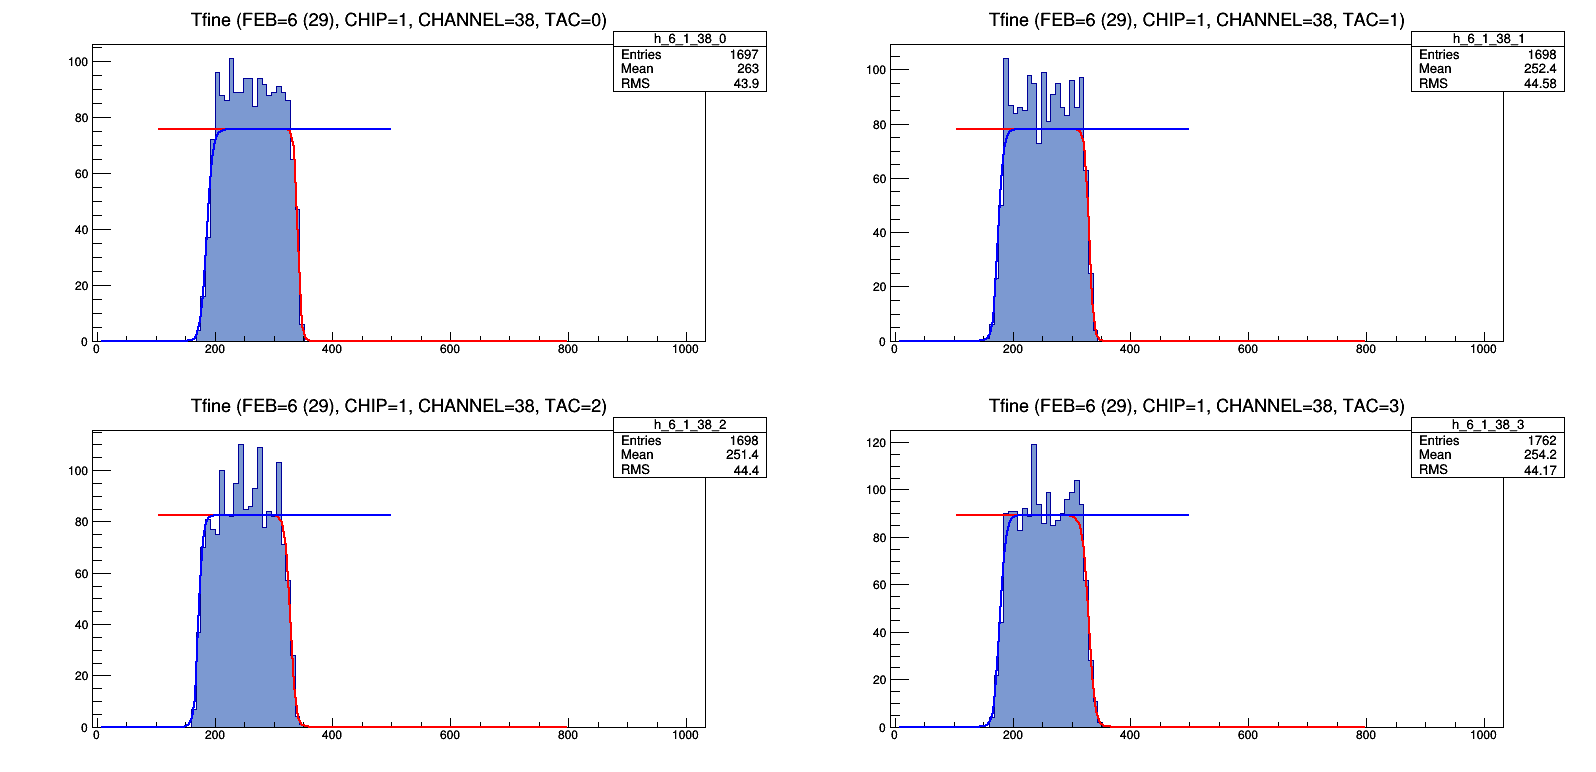 Tfine (FEB=6 (29), CHIP=1, CHANNEL=38, TAC=0)
h_6_1_38_0
Entries 1697
Mean 263
RMS 43.9
100
80
60
40
20
0
0 200 400 600 800 1000
Tfine (FEB=6 (29), CHIP=1, CHANNEL=38, TAC=1)
h_6_1_38_1
Entries 1698
Mean 252.4
RMS 44.58
100
80
60
40
20
0
0 200 400 600 800 1000
Tfine (FEB=6 (29), CHIP=1, CHANNEL=38, TAC=2)
h_6_1_38_2
Entries 1698
Mean 251.4
RMS 44.4
100
80
60
40
20
0
0 200 400 600 800 1000
Tfine (FEB=6 (29), CHIP=1, CHANNEL=38, TAC=3)
h_6_1_38_3
Entries 1762
Mean 254.2
RMS 44.17
120
100
80
60
40
20
0
0 200 400 600 800 1000